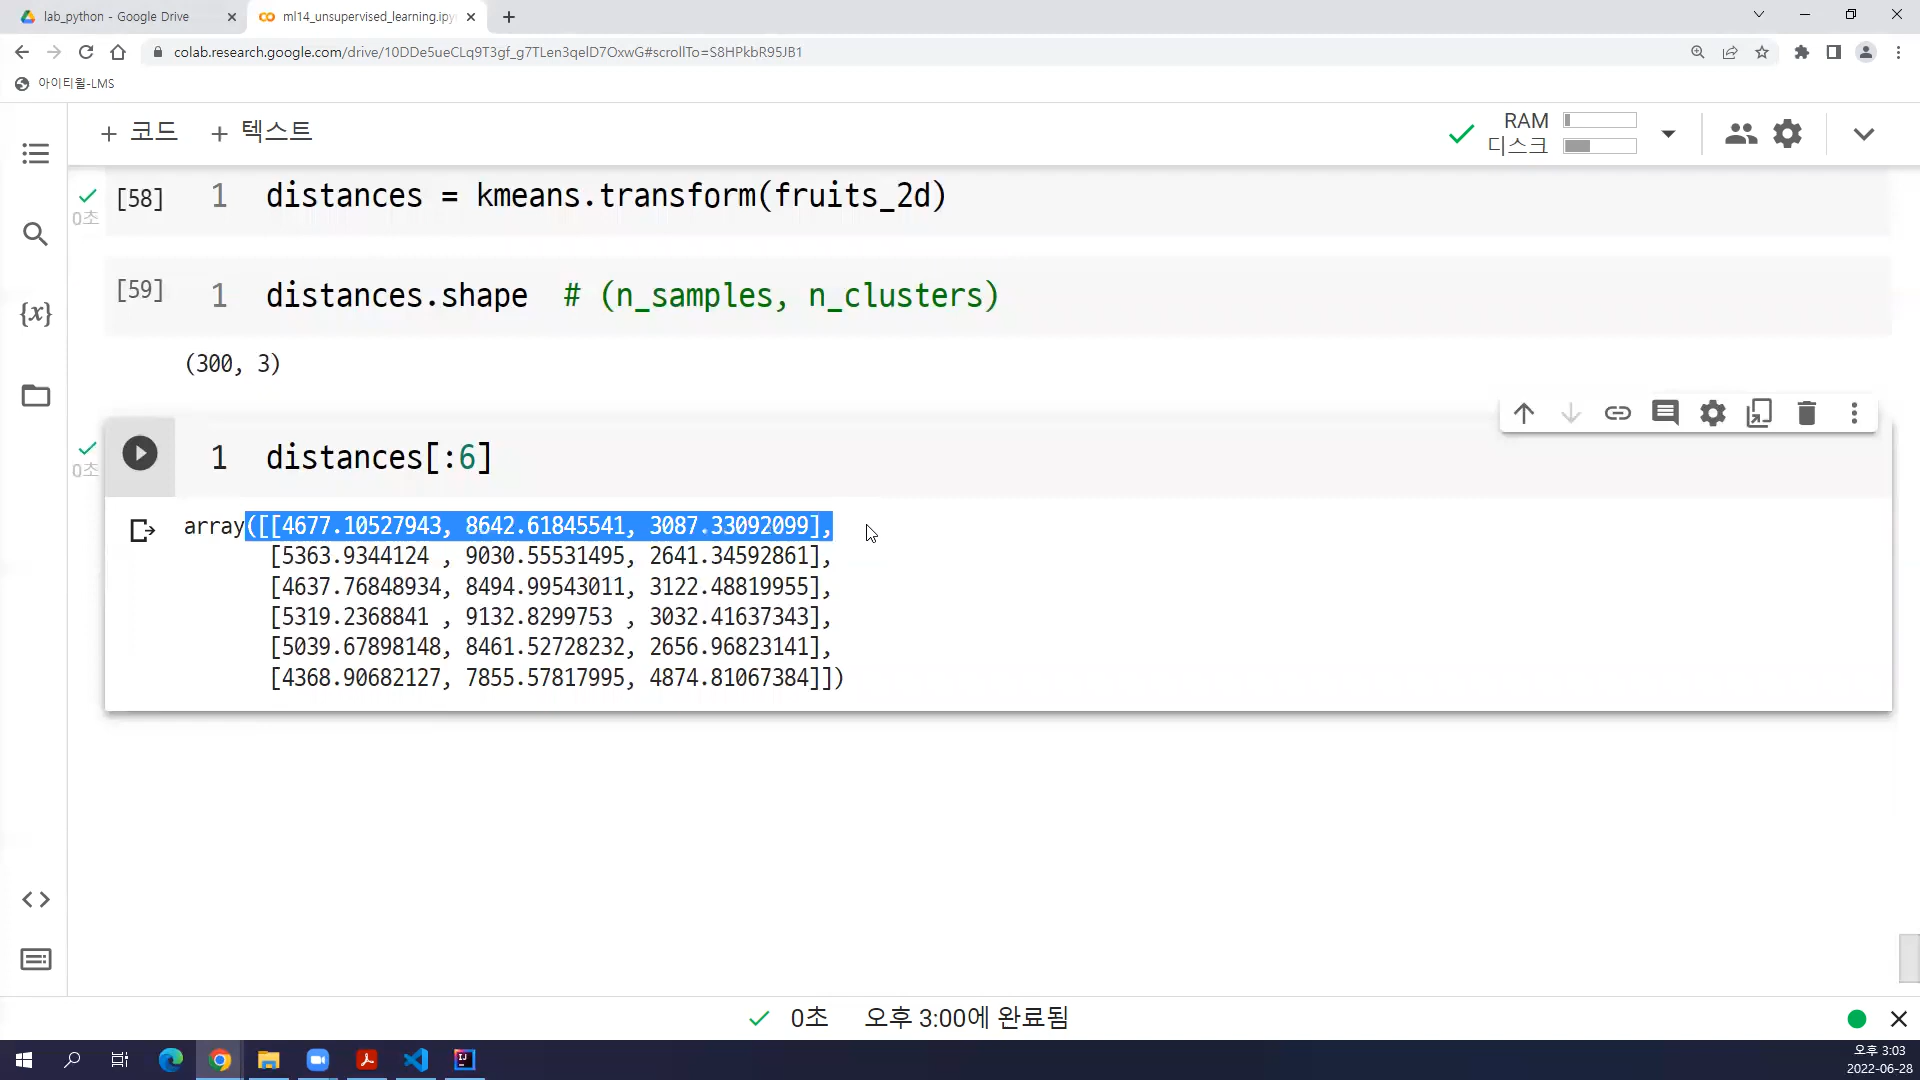 lab_python - Google Drive
ml14_unsupervised_learning.ipy
colab.research.google.com/drive/10DDe5ueCLq9T3gf_g7TLen3qelD7OxwG#scrollTo=S8HPkbR95JB1
아이티윌-LMS
+ 코드 + 텍스트
RAM
디스크
[58] 1 distances = kmeans.transform(fruits_2d)
0초
[59] 1 distances.shape # (n_samples, n_clusters)
(300, 3)
1 distances[:6]
0초
array([[4677.10527943, 8642.61845541, 3087.33092099],
[5363.9344124 , 9030.55531495, 2641.34592861],
[4637.76848934, 8494.99543011, 3122.48819955],
[5319.2368841 , 9132.8299753 , 3032.41637343],
[5039.67898148, 8461.52728232, 2656.96823141],
[4368.90682127, 7855.57817995, 4874.81067384]])
{x}
0초 오후 3:00에 완료됨
오후 3:03
2022-06-28